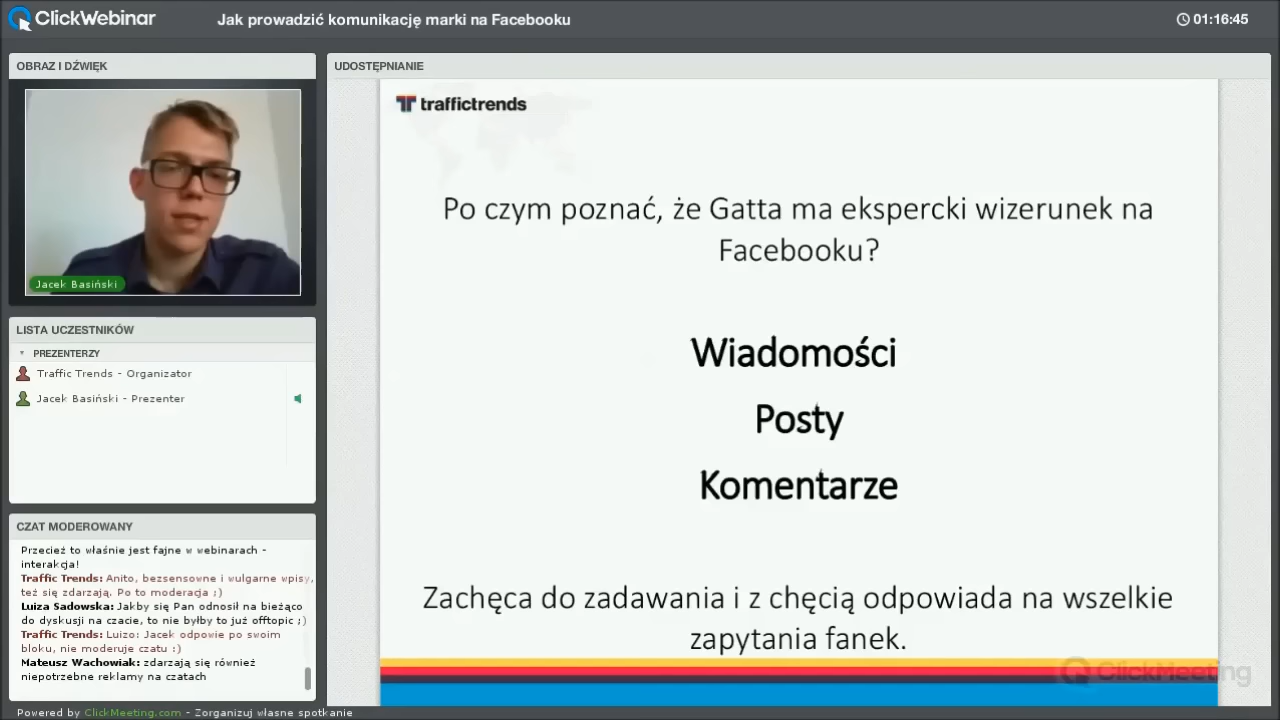 ClickWebinar
Jak prowadzić komunikację marki na Facebooku
01:16:45
OBRAZ I DŹWIĘK
Jacek Basiński
LISTA UCZESTNIKÓW
PREZENTERZY
Traffic Trends - Organizator
Jacek Basiński - Prezenter
CZAT MODEROWANY
Przecież to właśnie jest fajne w webinarach -
interakcja!
Traffic Trends: Anito, bezsensowne i wulgarne wpisy,
też się zdarzają. Po to moderacja ;)
Luiza Sadowska: Jakby się Pan odnosił na bieżąco
do dyskusji na czacie, to nie byłby to już offtopic ;)
Traffic Trends: Luizo: Jacek odpowie po swoim
bloku, nie moderuje czatu :)
Mateusz Wachowiak: zdarzają się również
niepotrzebne reklamy na czatach
UDOSTĘPNIANIE
traffictrends
Po czym poznać, że Gatta ma ekspercki wizerunek na
Facebooku?
Wiadomości
Posty
Komentarze
Zachęca do zadawania i z chęcią odpowiada na wszelkie
zapytania fanek.
ClickMeeting
Powered by ClickMeeting.com - Zorganizuj własne spotkanie